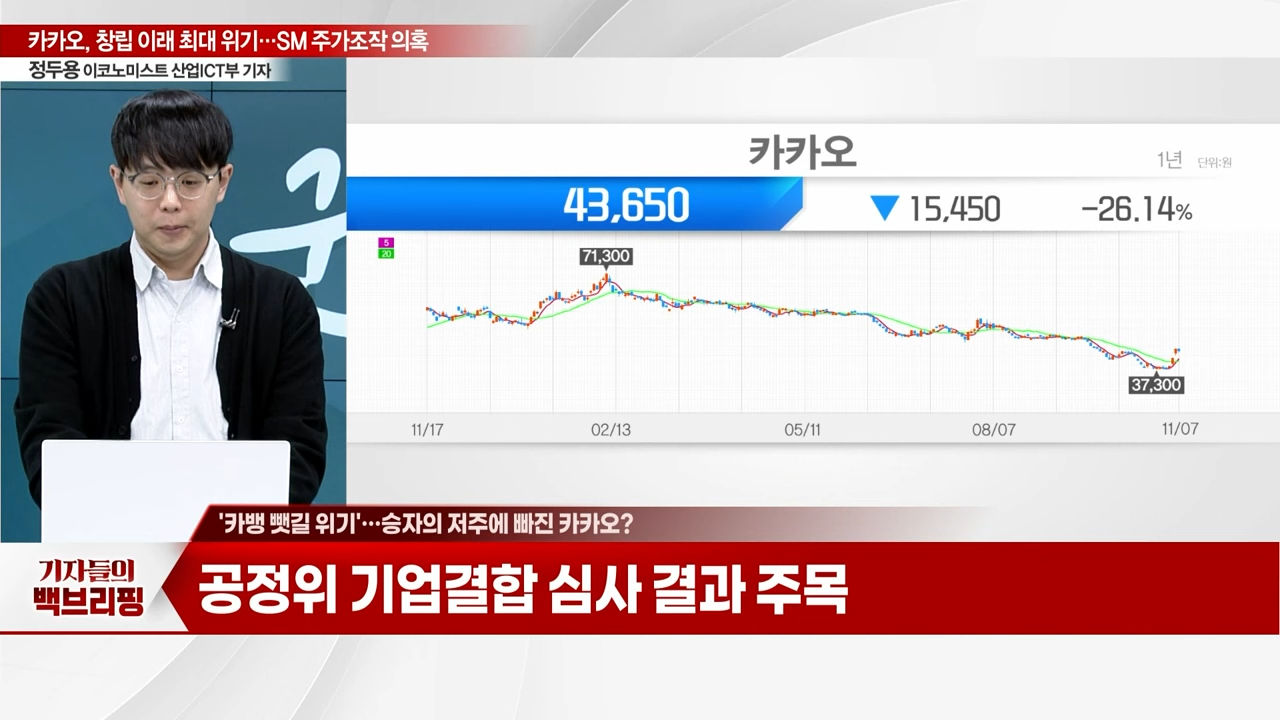 카카오, 창립 이래 최대 위기…SM 주가조작 의혹
정두용 이코노미스트 산업ICT부 기자
카카오
1년 단위:원
43,650 ▼ 15,450 -26.14%
5
20
71,300
37,300
11/17 02/13 05/11 08/07 11/07
'카뱅 뺏길 위기'…승자의 저주에 빠진 카카오?
기자들의
백브리핑
공정위 기업결합 심사 결과 주목